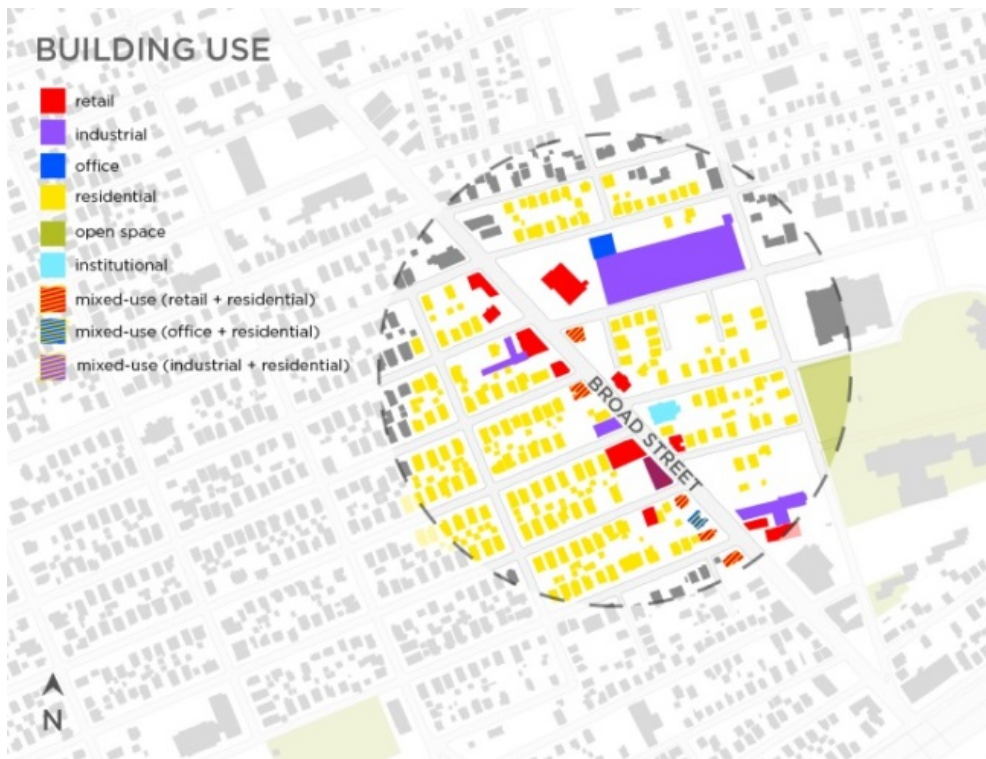 BUILDING USE
retail
industrial
office
residential
open space
institutional
mixed-use (retail + residential)
mixed-use (office + residential)
mixed-use (industrial + residential)
BROAD STREET
N